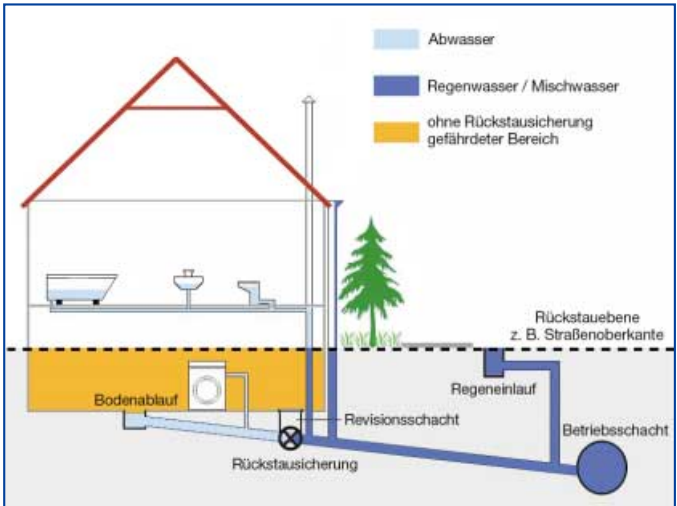 Abwasser
Regenwasser / Mischwasser
ohne Rückstausicherung
gefährdeter Bereich
Rückstauebene
z. B. Straßenoberkante
Bodenablauf
Regeneinlauf
Revisionsschacht
Betriebsschacht
Rückstausicherung